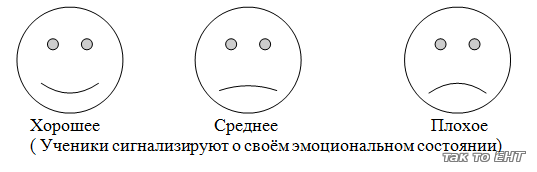 Хорошее Среднее Плохое
( Ученики сигнализируют о своём эмоциональном состоянии)
так то ЕНТ